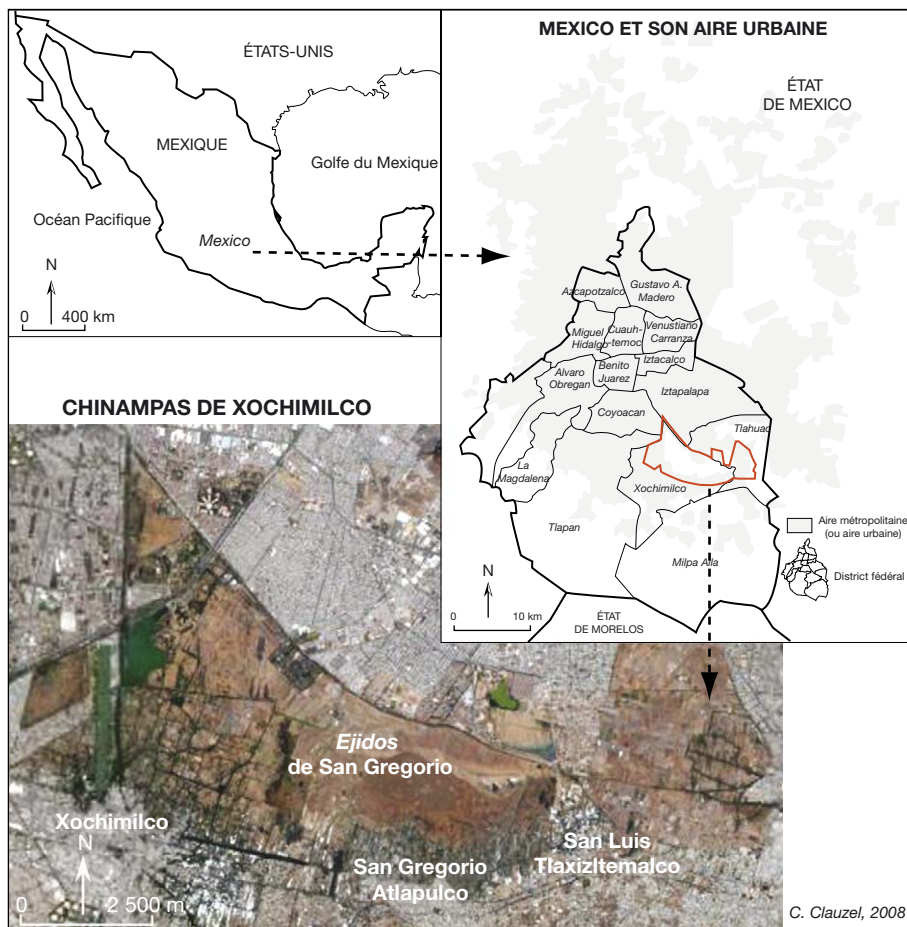 ÉTATS-UNIS
MEXIQUE
Golfe du Mexique
Océan Pacifique
Mexico
N
0 400 km
MEXICO ET SON AIRE URBAINE
ÉTAT
DE MEXICO
Azcapotzalco
Gustavo A.
Madero
Miguel
Hidalgo
Cuauh-
temoc
Venustiano
Carranza
Iztacalco
Alvaro
Obregan
Benito
Juarez
Iztapalapa
Coyoacan
Tlahuac
La
Magdalena
Xochimilco
Tlapan
Milpa Alla
Aire métropolitaine
(ou aire urbaine)
District fédéral
N
0 10 km
ÉTAT
DE MORELOS
CHINAMPAS DE XOCHIMILCO
Ejidos
de San Gregorio
Xochimilco
N
0 2 500 m
San Gregorio
Atlapulco
San Luis
Tlaxizltemalco
C. Clauzel, 2008